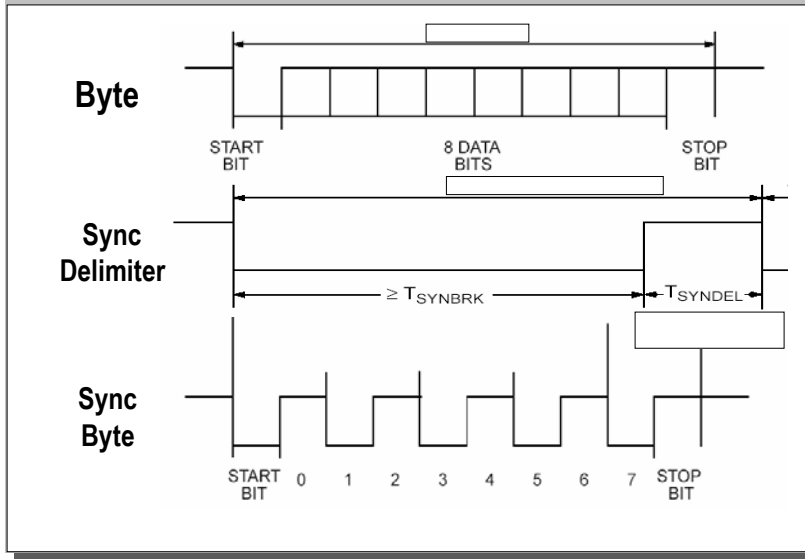 Byte
START
BIT
8 DATA
BITS
STOP
BIT
Sync
Delimiter
≥ TSYNBRK
TSYNDEL
Sync
Byte
START
BIT
0 1 2 3 4 5 6 7
STOP
BIT